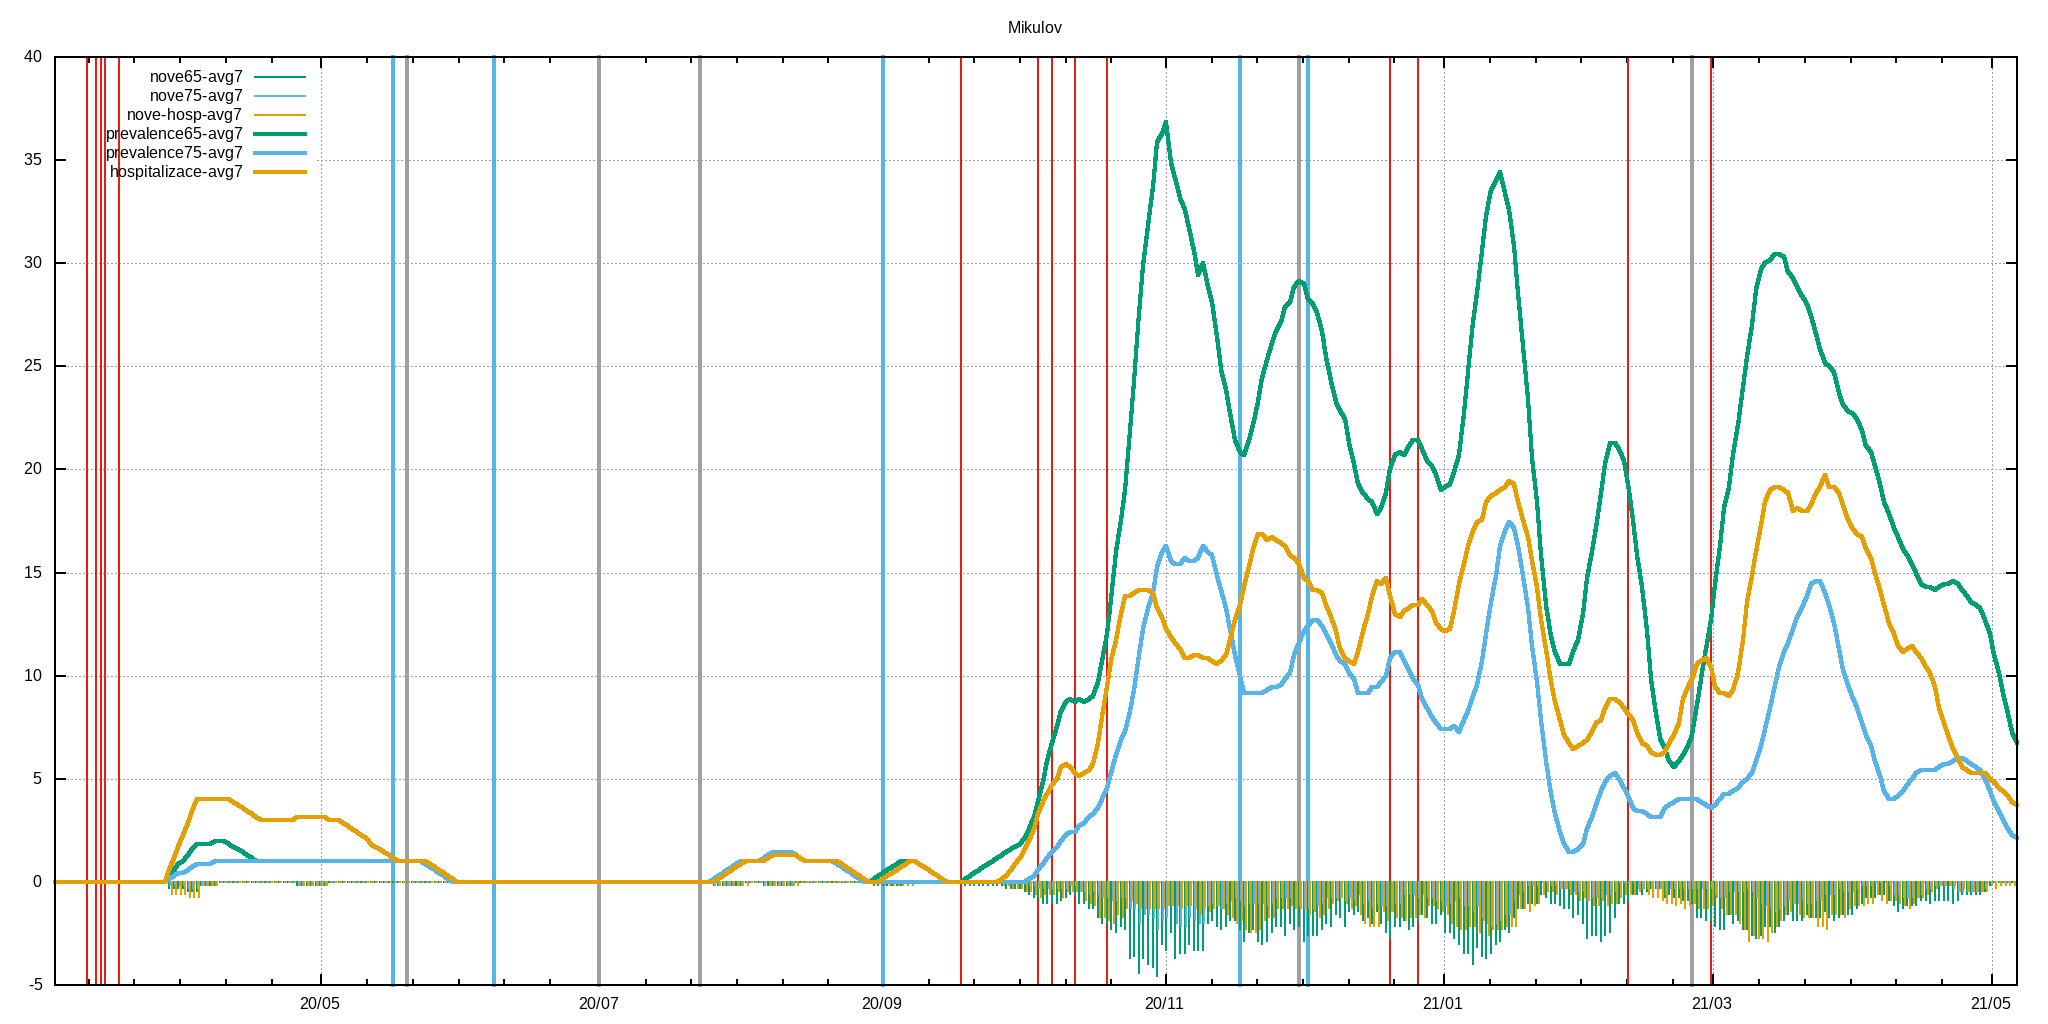 Mikulov
nove65-avg7
nove75-avg7
nove-hosp-avg7
prevalence65-avg7
prevalence75-avg7
hospitalizace-avg7
40
35
30
25
20
15
10
5
0
-5
20/05 20/07 20/09 20/11 21/01 21/03 21/05